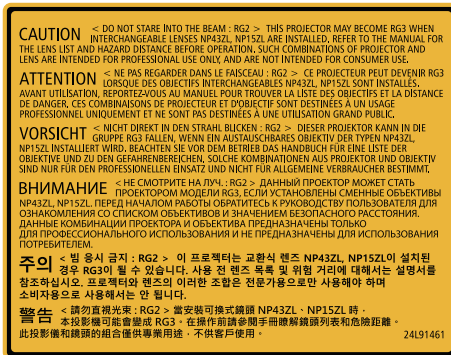 CAUTION < DO NOT STARE INTO THE BEAM : RG2 > THIS PROJECTOR MAY BECOME RG3 WHEN
INTERCHANGEABLE LENSES NP43ZL, NP15ZL ARE INSTALLED. REFER TO THE MANUAL FOR
THE LENS LIST AND HAZARD DISTANCE BEFORE OPERATION. SUCH COMBINATIONS OF PROJECTOR AND
LENS ARE INTENDED FOR PROFESSIONAL USE ONLY, AND ARE NOT INTENDED FOR CONSUMER USE.
ATTENTION < NE PAS REGARDER DANS LE FAISCEAU : RG2 > CE PROJECTEUR PEUT DEVENIR RG3
LORSQUE DES OBJECTIFS INTERCHANGEABLES NP43ZL, NP15ZL SONT INSTALLÉS.
AVANT UTILISATION, REPORTEZ-VOUS AU MANUEL POUR TROUVER LA LISTE DES OBJECTIFS ET LA DISTANCE
DE DANGER. CES COMBINAISONS DE PROJECTEUR ET D'OBJECTIF SONT DESTINÉES À UN USAGE
PROFESSIONNEL UNIQUEMENT ET NE SONT PAS DESTINÉES À UNE UTILISATION GRAND PUBLIC.
VORSICHT < NICHT DIREKT IN DEN STRAHL BLICKEN : RG2 > DIESER PROJEKTOR KANN IN DIE
GRUPPE RG3 FALLEN, WENN EIN AUSTAUSCHBARES OBJEKTIV DER TYPEN NP43ZL,
NP15ZL INSTALLIERT WIRD. BEACHTEN SIE VOR DEM BETRIEB DAS HANDBUCH FÜR EINE LISTE DER
OBJEKTIVE UND ZU DEN GEFAHRENBEREICHEN, SOLCHE KOMBINATIONEN AUS PROJEKTOR UND OBJEKTIV
SIND NUR FÜR DEN PROFESSIONELLEN EINSATZ UND NICHT FÜR ALLGEMEINE VERBRAUCHER BESTIMMT.
ВНИМАНИЕ < НЕ СМОТРИТЕ НА ЛУЧ. : RG2 > ДАННЫЙ ПРОЕКТОР МОЖЕТ СТАТЬ
ПРОЕКТОРОМ МОДЕЛИ RG3, ЕСЛИ УСТАНОВЛЕНЫ СМЕННЫЕ ОБЪЕКТИВЫ
NP43ZL, NP15ZL. ПЕРЕД НАЧАЛОМ РАБОТЫ ОБРАТИТЕСЬ К РУКОВОДСТВУ ПОЛЬЗОВАТЕЛЯ ДЛЯ
ОЗНАКОМЛЕНИЯ СО СПИСКОМ ОБЪЕКТИВОВ И ЗНАЧЕНИЕМ БЕЗОПАСНОГО РАССТОЯНИЯ.
ДАННЫЕ КОМБИНАЦИИ ПРОЕКТОРА И ОБЪЕКТИВА ПРЕДНАЗНАЧЕНЫ ТОЛЬКО
ДЛЯ ПРОФЕССИОНАЛЬНОГО ИСПОЛЬЗОВАНИЯ И НЕ ПРЕДНАЗНАЧЕНЫ ДЛЯ ИСПОЛЬЗОВАНИЯ
ПОТРЕБИТЕЛЕМ.
주의 < 빔 응시 금지 : RG2 > 이 프로젝터는 교환식 렌즈 NP43ZL, NP15ZL이 설치된
경우 RG3이 될 수 있습니다. 사용 전 렌즈 목록 및 위험 거리에 대해서는 설명서를
참조하십시오. 프로젝터와 렌즈의 이러한 조합은 전문가용으로만 사용해야 하며
소비자용으로 사용해서는 안 됩니다.
警告 < 請勿直視光束 : RG2 > 當安裝可換式鏡頭 NP43ZL、NP15ZL 時，
本投影機可能會變成 RG3。在操作前請參閱手冊瞭解鏡頭列表和危險距離。
此投影儀和鏡頭的組合僅供專業用途，不供客戶使用。
24L91461